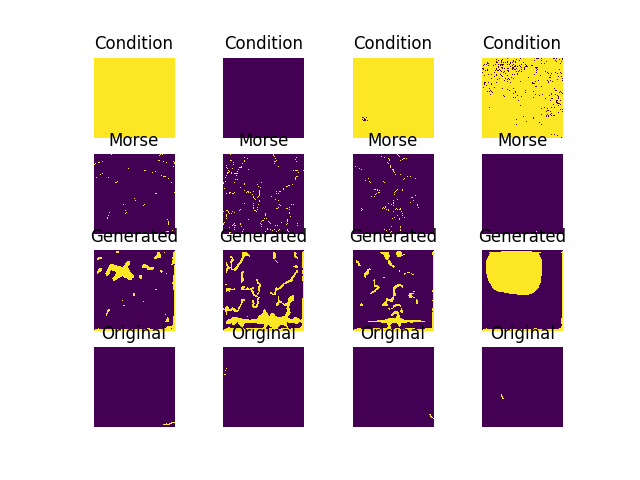 Condition Condition Condition Condition
Morse Morse Morse Morse
Generated Generated Generated Generated
Original Original Original Original